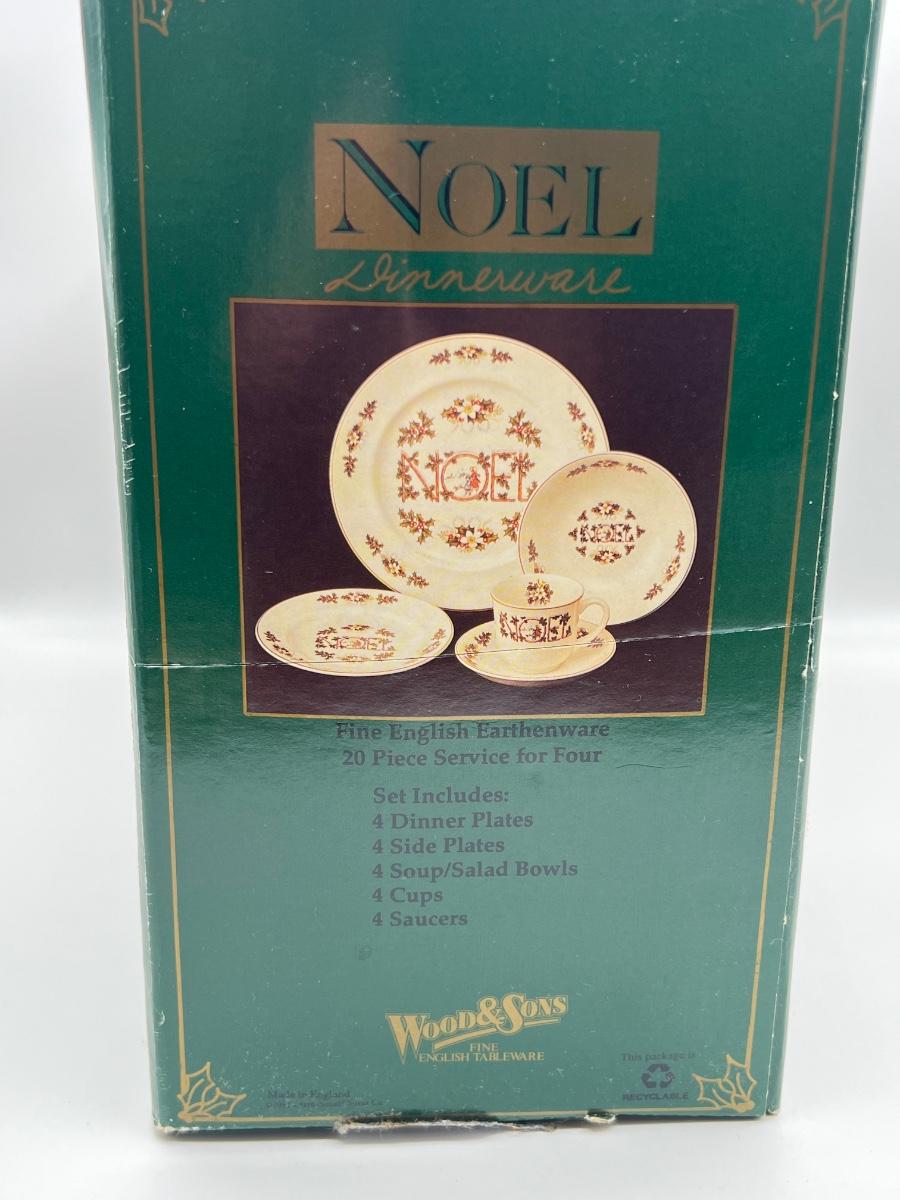 NOEL
Dinnerware
NOEL
NOEL
NOEL
NOEL
Fine English Earthenware
20 Piece Service for Four
Set Includes:
4 Dinner Plates
4 Side Plates
4 Soup/Salad Bowls
4 Cups
4 Saucers
WOOD & SONS
FINE
ENGLISH TABLEWARE
This package is
RECYCLABLE
Made in England